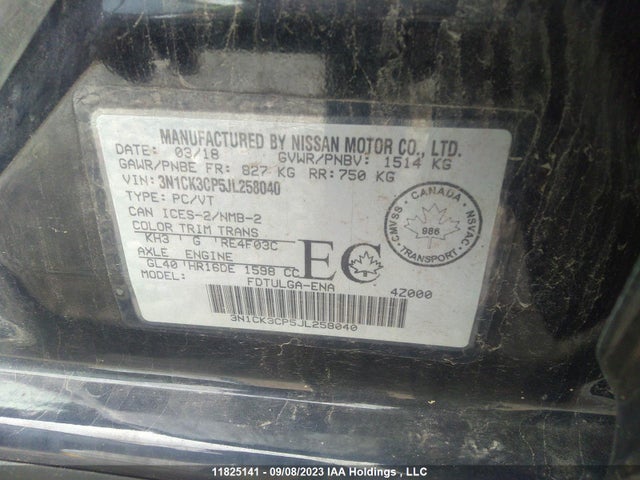 MANUFACTURED BY NISSAN MOTOR CO., LTD.
DATE: 03/18 GVWR/PNBV: 1514 KG
GAWR/PNBE FR: 827 KG RR: 750 KG
VIN: 3N1CK3CP5JL258040
TYPE: PC/VT
CAN ICES-2/NMB-2
COLOR TRIM TRANS
KH3 G RE4F03C
AXLE ENGINE
GL40 HR16DE 1598 CC
MODEL: FDTULGA-ENA 4Z000
3N1CK3CP5JL258040
EC
CANADA
CMVSS NSVAC
986
TRANSPORT
11825141 - 09/08/2023 IAA Holdings , LLC